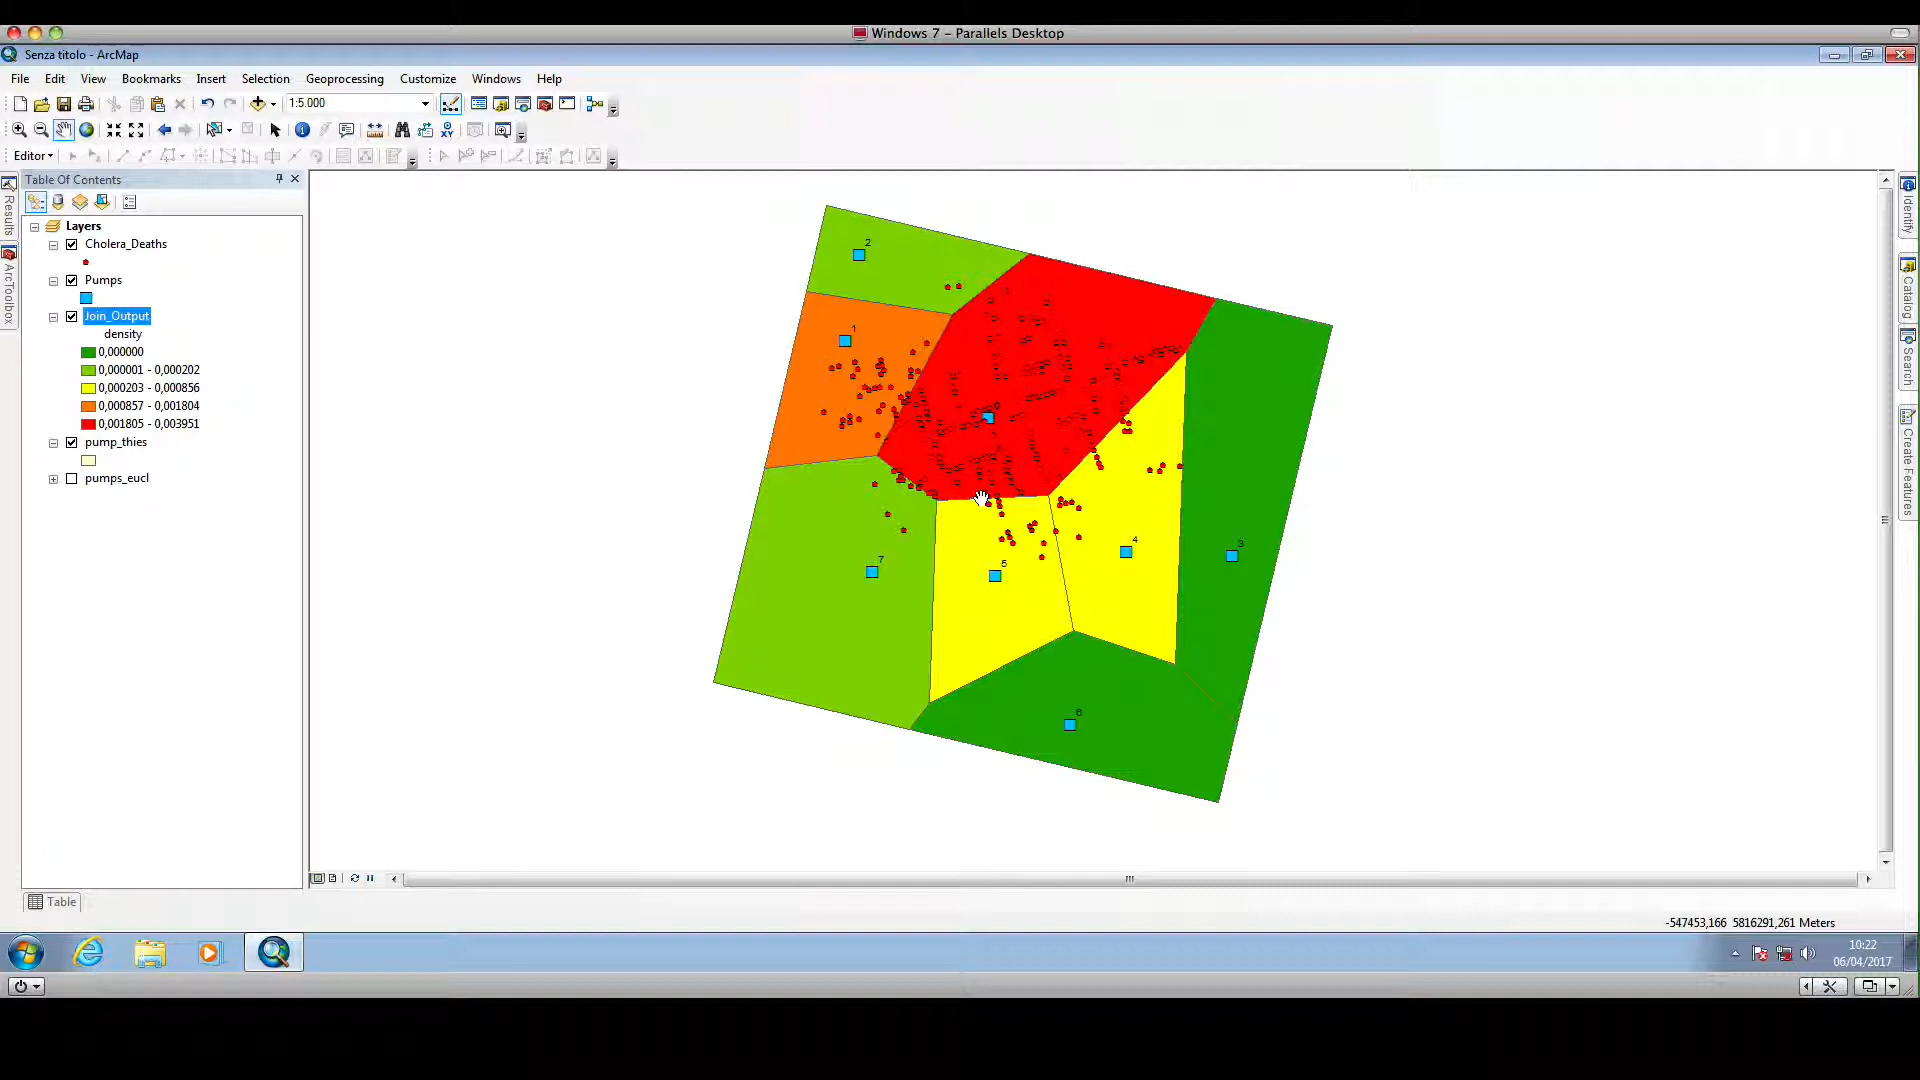 Windows 7 - Parallels Desktop
Senza titolo - ArcMap
File Edit View Bookmarks Insert Selection Geoprocessing Customize Windows Help
1:5.000
XY
Editor
Table Of Contents
Results
ArcToolbox
Layers
Cholera_Deaths
Pumps
Join_Output
density
0,000000
0,000001 - 0,000202
0,000203 - 0,000856
0,000857 - 0,001804
0,001805 - 0,003951
pump_thies
pumps_eucl
2
1
0
7
5
4
3
6
Identify
Catalog
Search
Create Features
Table
-547453,166 5816291,261 Meters
10:22
06/04/2017